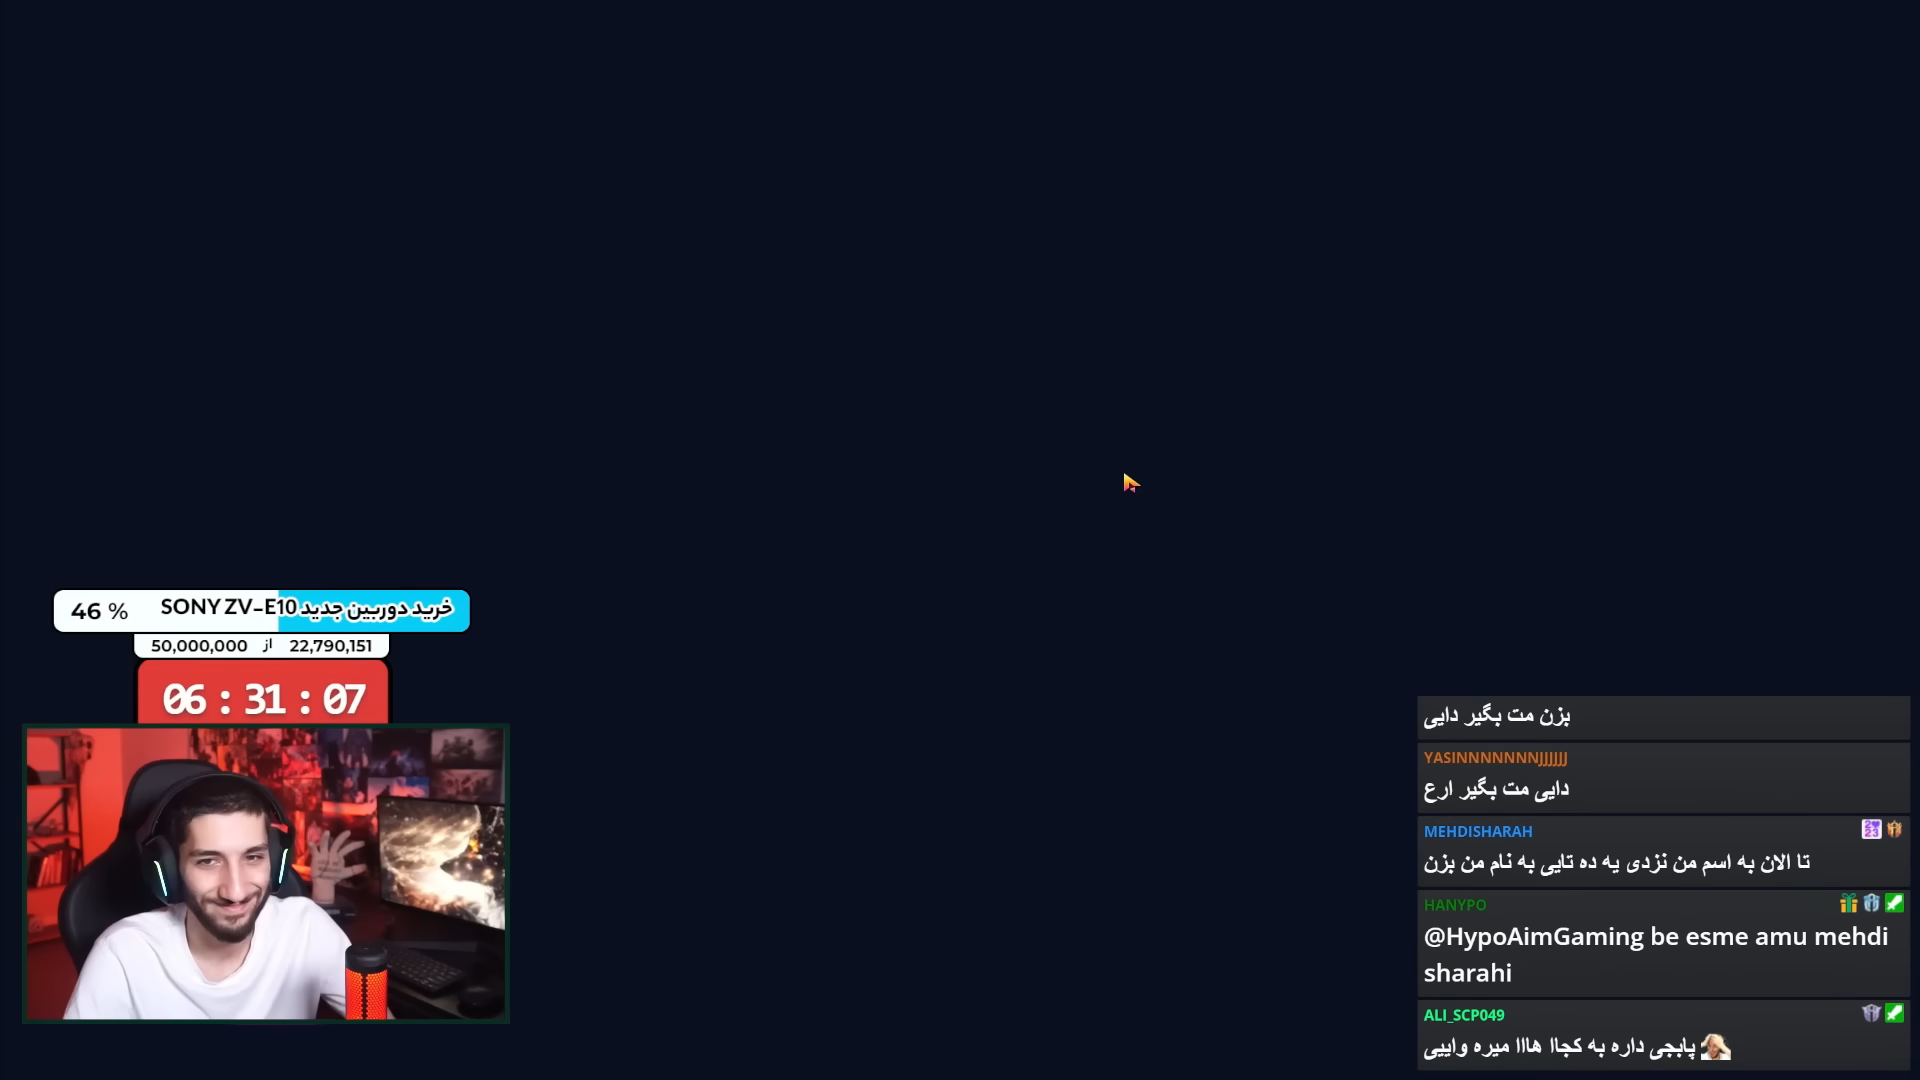 46 %
خرید دوربین جدید SONY ZV-E10
50,000,000 از 22,790,151
06 : 31 : 07
بزن مت بگیر دایی
YASINNNNNNNJJJJJJ
دایی مت بگیر ارع
MEHDISHARAH
تا الان به اسم من نزدی یه ده تایی به نام من بزن
HANYPO
@HypoAimGaming be esme amu mehdi
sharahi
ALI_SCP049
پابجی داره به کجاا هااا میره واییی